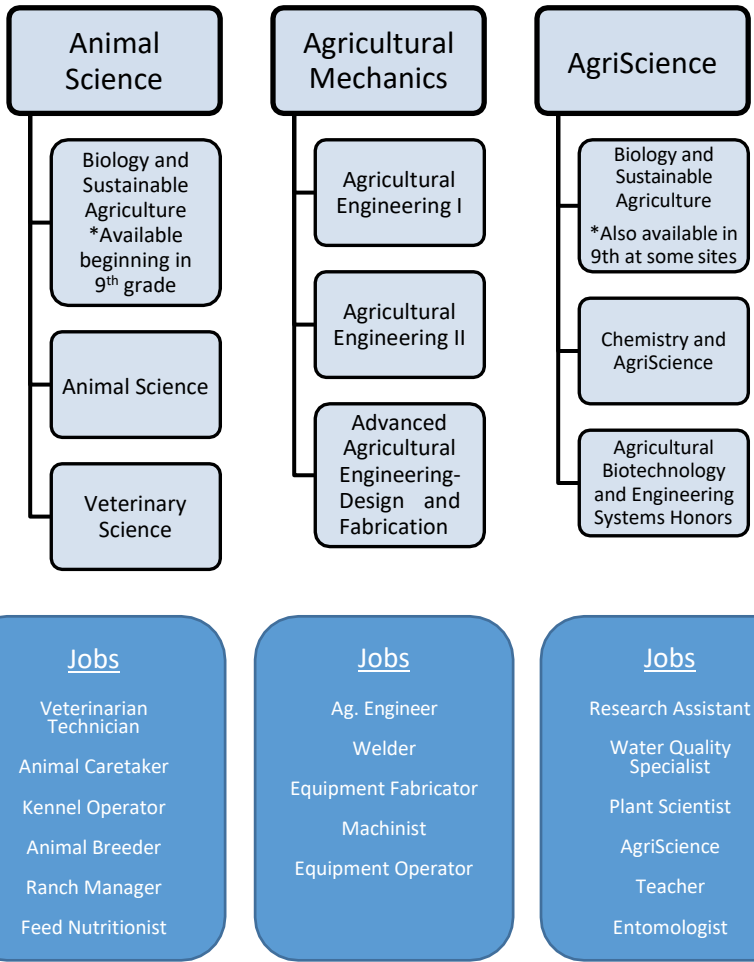 Animal
Science
Biology and
Sustainable
Agriculture
*Available
beginning in
9th grade
Animal Science
Veterinary
Science
Agricultural
Mechanics
Agricultural
Engineering I
Agricultural
Engineering II
Advanced
Agricultural
Engineering-
Design and
Fabrication
AgriScience
Biology and
Sustainable
Agriculture
*Also available in
9th at some sites
Chemistry and
AgriScience
Agricultural
Biotechnology
and Engineering
Systems Honors
Jobs
Veterinarian
Technician
Animal Caretaker
Kennel Operator
Animal Breeder
Ranch Manager
Feed Nutritionist
Jobs
Ag. Engineer
Welder
Equipment Fabricator
Machinist
Equipment Operator
Jobs
Research Assistant
Water Quality
Specialist
Plant Scientist
AgriScience
Teacher
Entomologist